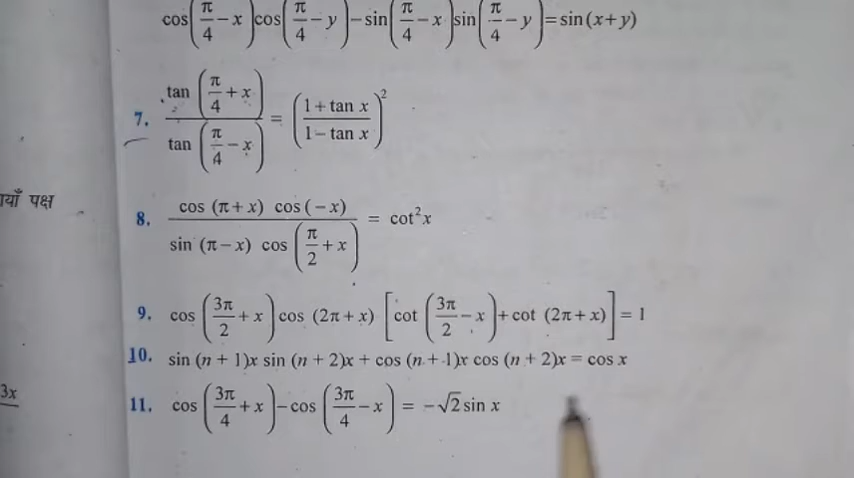 cos(π/4 − x)cos(π/4 − y) − sin(π/4 − x)sin(π/4 − y) = sin (x + y)
7. tan (π/4 + x) / tan (π/4 − x) = ((1 + tan x)/(1 − tan x))²
पक्ष
8. cos (π + x) cos (−x) / sin (π − x) cos (π/2 + x) = cot²x
9. cos (3π/2 + x) cos (2π + x) [cot (3π/2 − x) + cot (2π + x)] = 1
10. sin (n + 1)x sin (n + 2)x + cos (n + 1)x cos (n + 2)x = cos x
3x
11. cos (3π/4 + x) − cos (3π/4 − x) = −√2 sin x